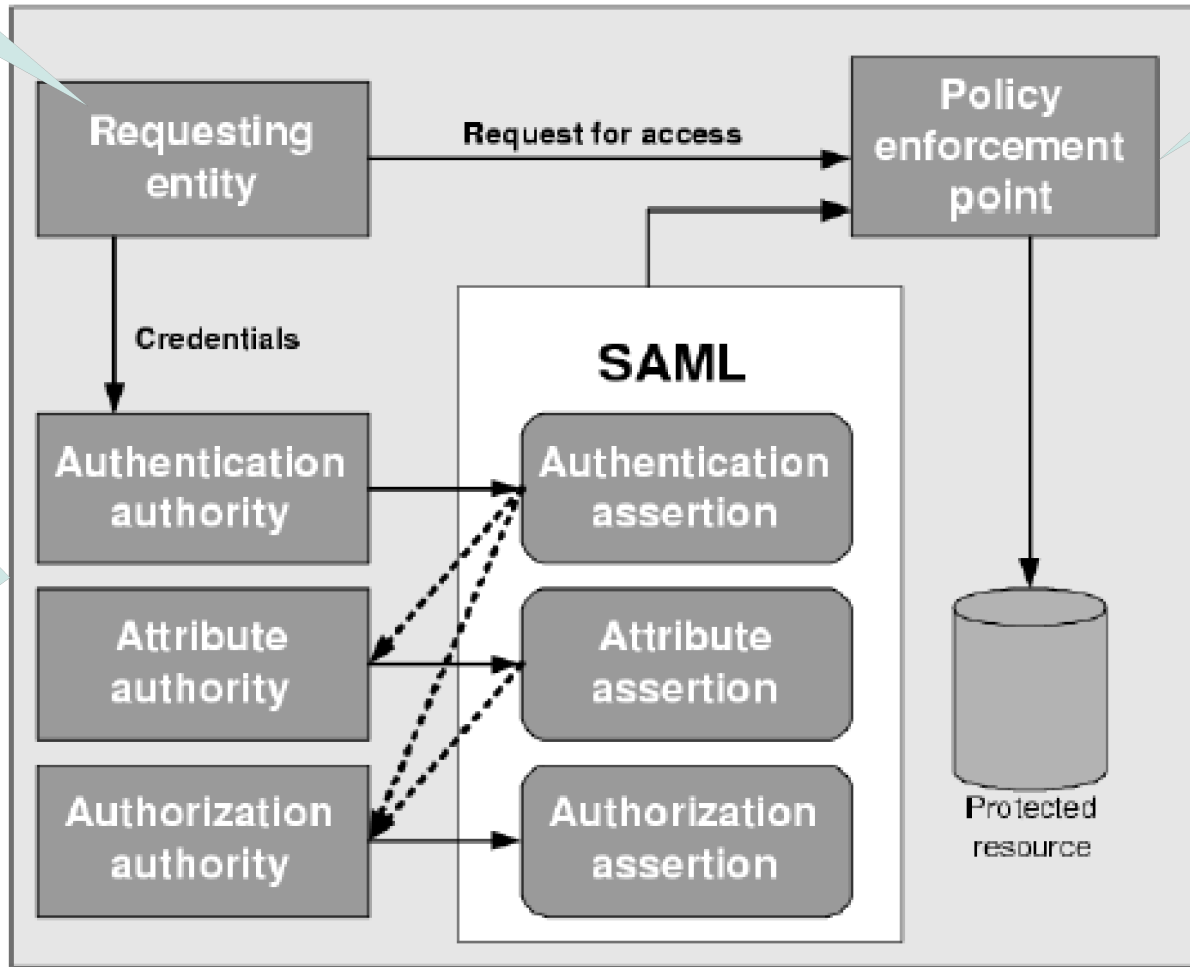 Requesting
entity
Request for access
Policy
enforcement
point
Credentials
SAML
Authentication
authority
Authentication
assertion
Attribute
authority
Attribute
assertion
Authorization
authority
Authorization
assertion
Protected
resource